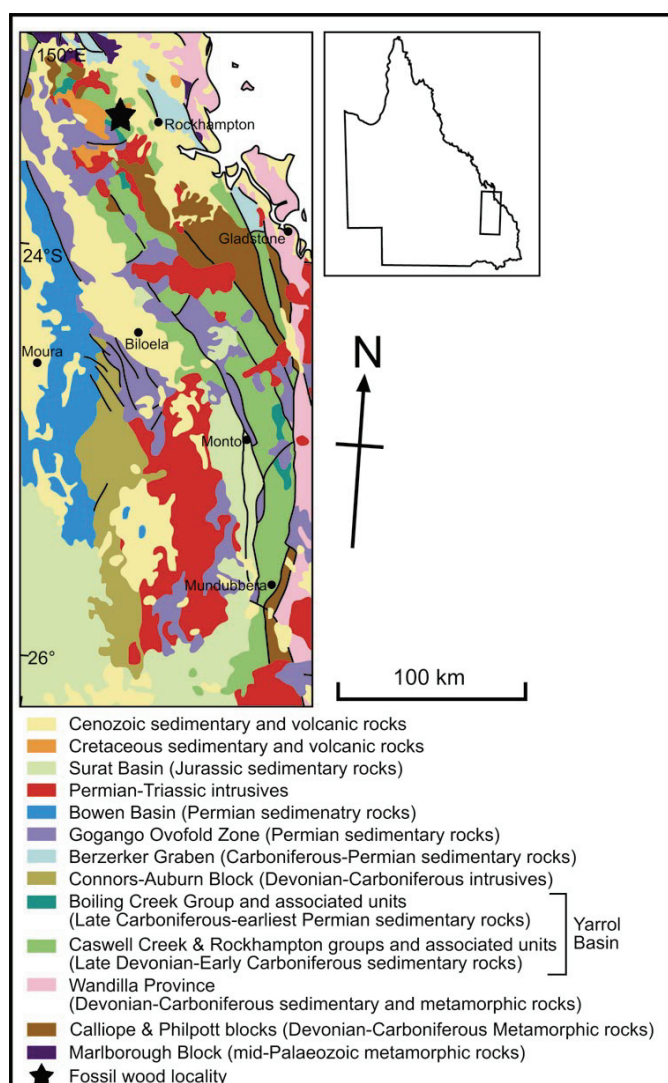 150°E
Rockhampton
24°S
Gladstone
Biloela
Moura
Monto
Mundubbera
26°
N
100 km
Cenozoic sedimentary and volcanic rocks
Cretaceous sedimentary and volcanic rocks
Surat Basin (Jurassic sedimentary rocks)
Permian-Triassic intrusives
Bowen Basin (Permian sedimenatry rocks)
Gogango Ovofold Zone (Permian sedimentary rocks)
Berzerker Graben (Carboniferous-Permian sedimentary rocks)
Connors-Auburn Block (Devonian-Carboniferous intrusives)
Boiling Creek Group and associated units
(Late Carboniferous-earliest Permian sedimentary rocks)
Caswell Creek & Rockhampton groups and associated units
(Late Devonian-Early Carboniferous sedimentary rocks)
Yarrol
Basin
Wandilla Province
(Devonian-Carboniferous sedimentary and metamorphic rocks)
Calliope & Philpott blocks (Devonian-Carboniferous Metamorphic rocks)
Marlborough Block (mid-Palaeozoic metamorphic rocks)
Fossil wood locality